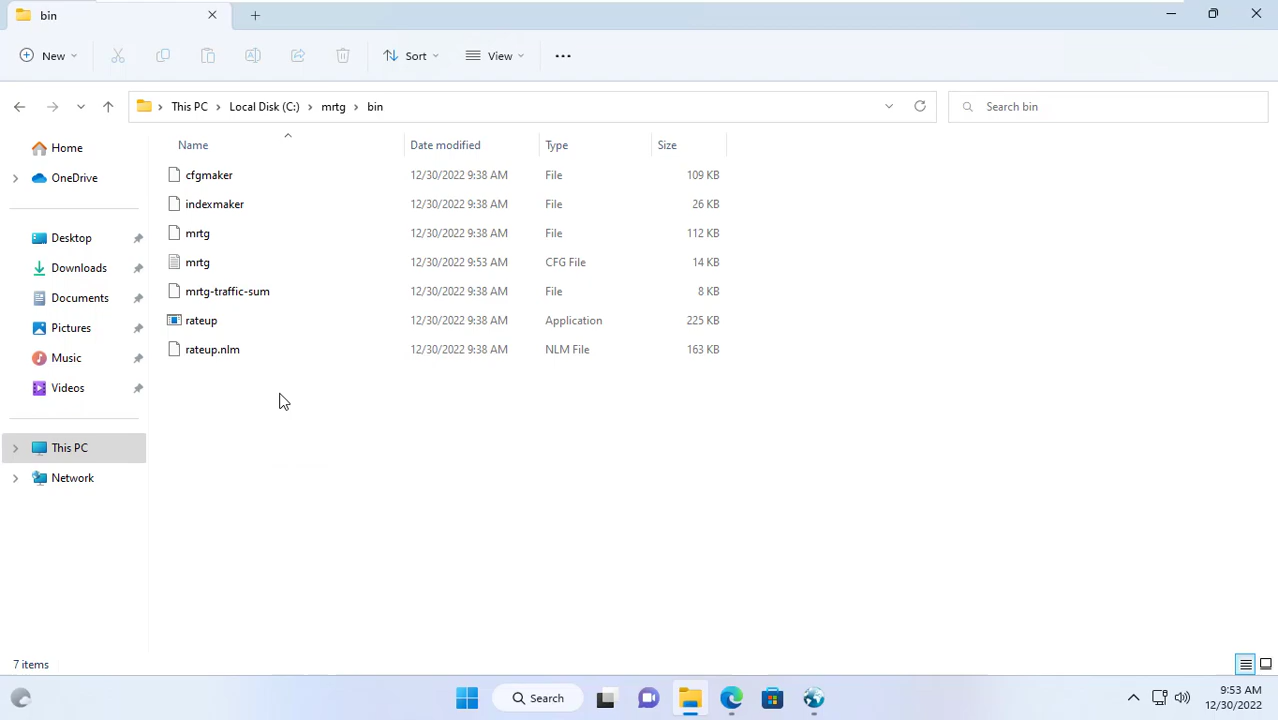 bin
New
Sort
View
This PC
Local Disk (C:)
mrtg
bin
Search bin
Home
OneDrive
Desktop
Downloads
Documents
Pictures
Music
Videos
This PC
Network
Name Date modified Type Size
cfgmaker 12/30/2022 9:38 AM File 109 KB
indexmaker 12/30/2022 9:38 AM File 26 KB
mrtg 12/30/2022 9:38 AM File 112 KB
mrtg 12/30/2022 9:53 AM CFG File 14 KB
mrtg-traffic-sum 12/30/2022 9:38 AM File 8 KB
rateup 12/30/2022 9:38 AM Application 225 KB
rateup.nlm 12/30/2022 9:38 AM NLM File 163 KB
7 items
Search
9:53 AM
12/30/2022